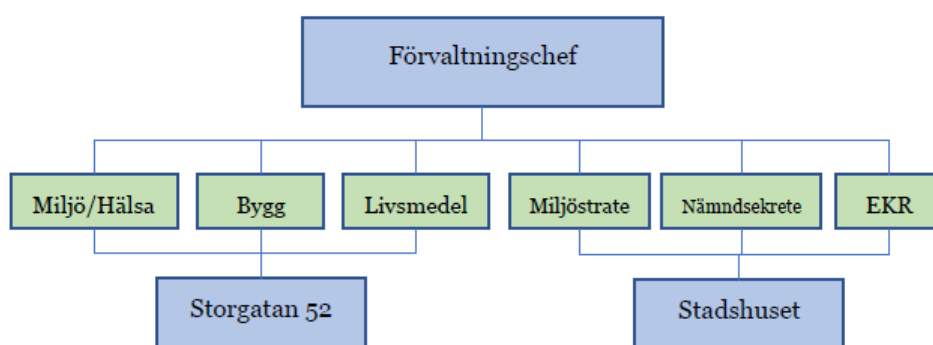 Förvaltningschef
Miljö/Hälsa
Bygg
Livsmedel
Miljöstrate
Nämndsekrete
EKR
Storgatan 52
Stadshuset